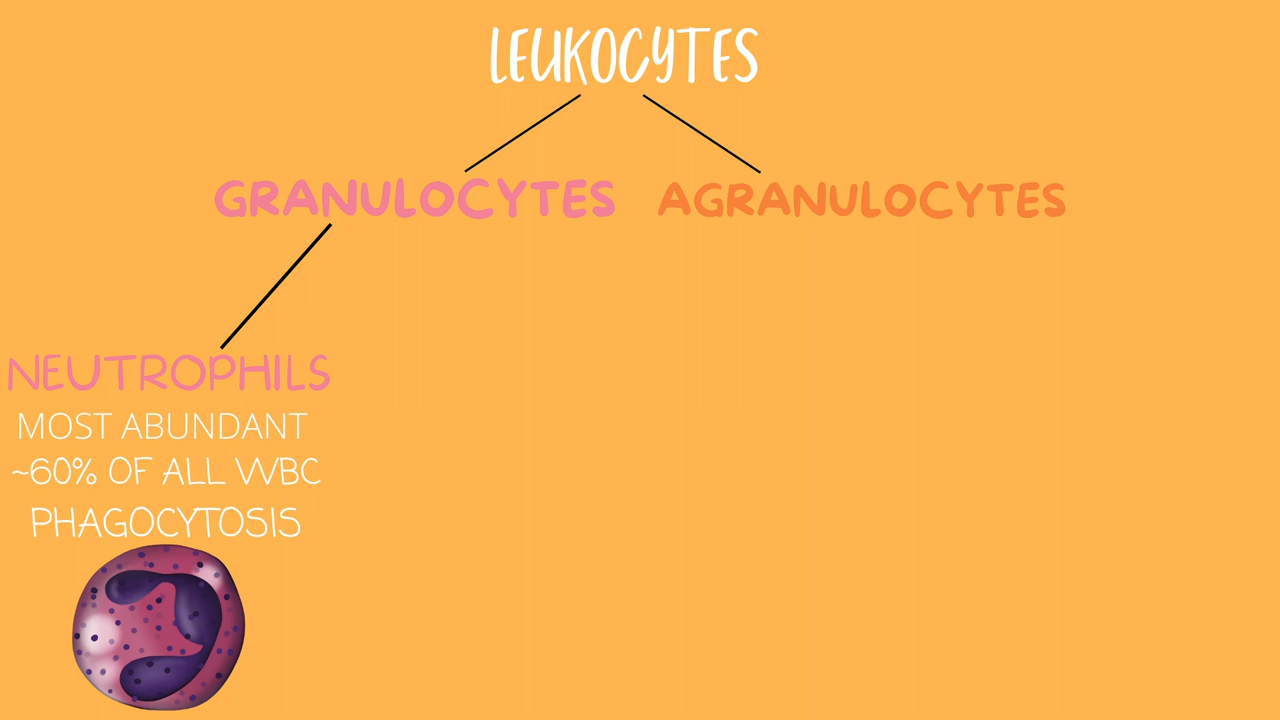 LEUKOCYTES
GRANULOCYTES AGRANULOCYTES
NEUTROPHILS
MOST ABUNDANT
~60% OF ALL WBC
PHAGOCYTOSIS